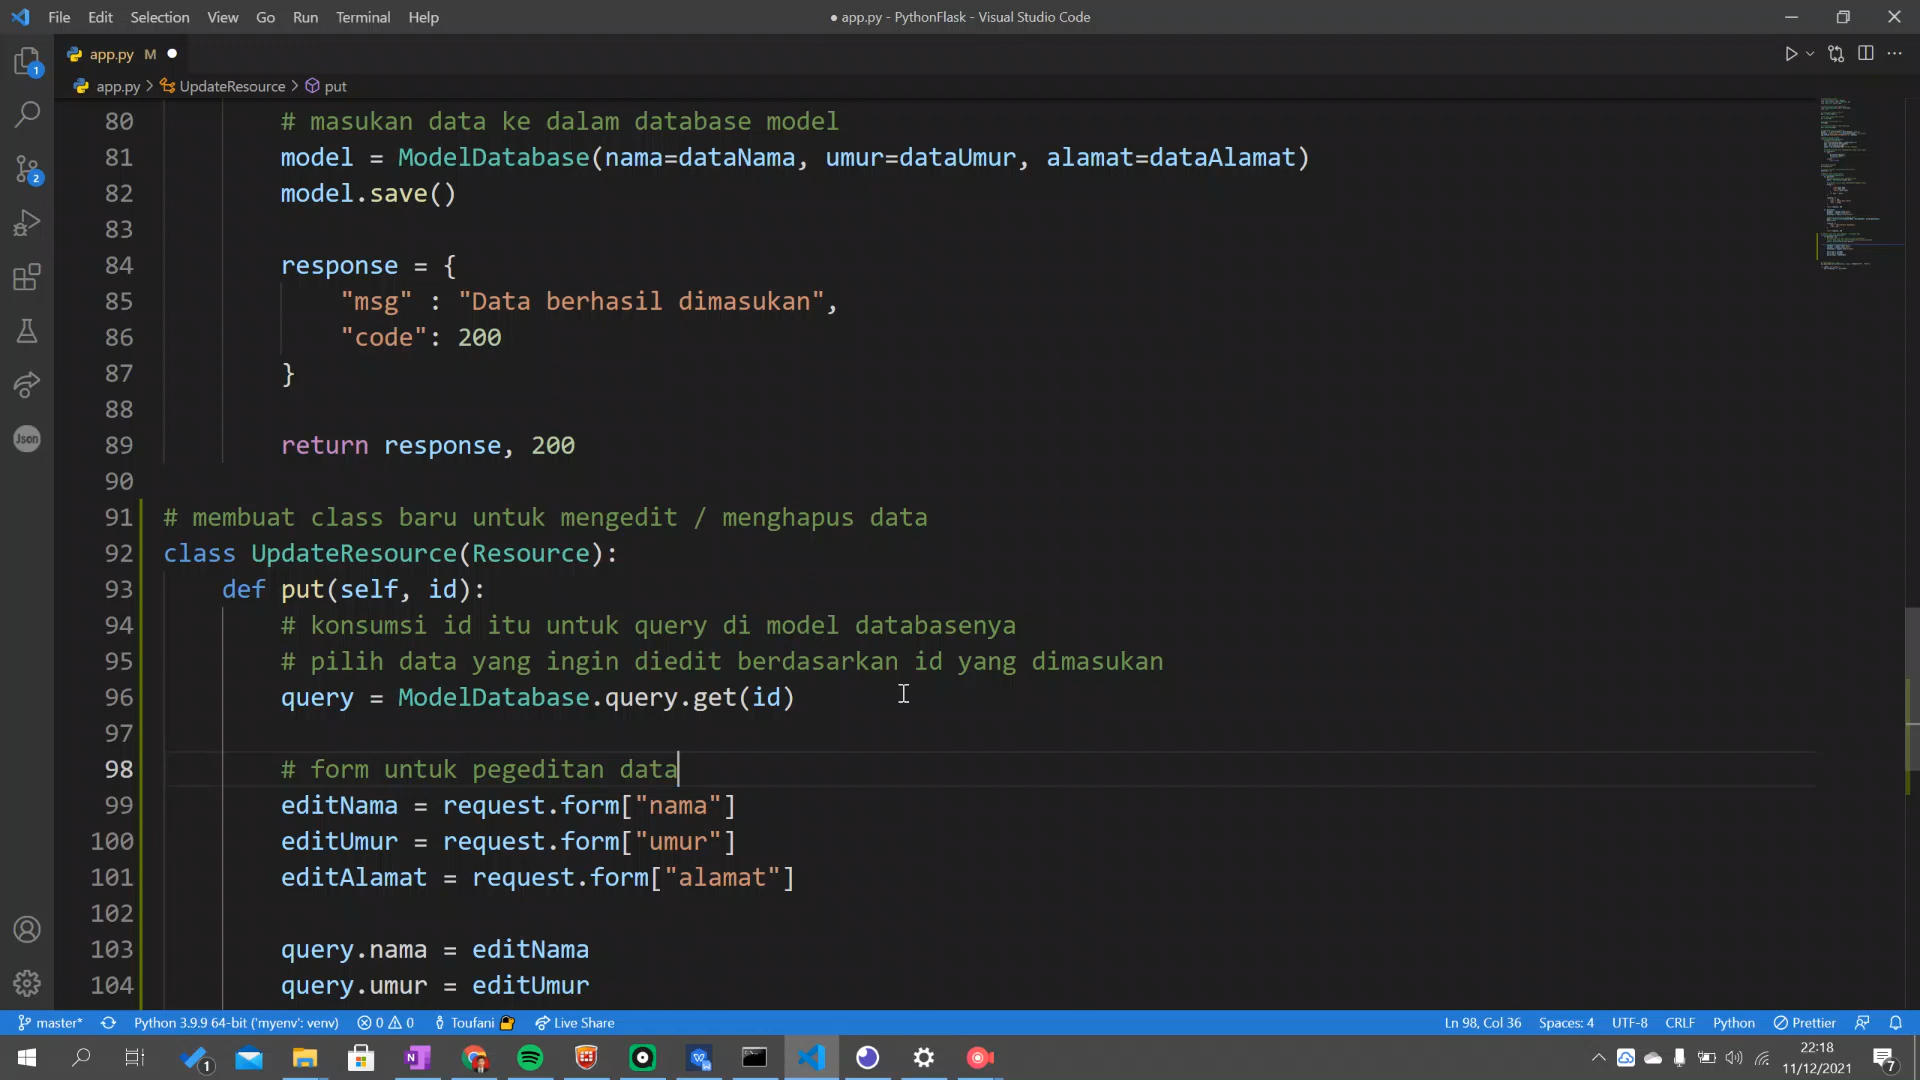 File Edit Selection View Go Run Terminal Help
● app.py - PythonFlask - Visual Studio Code
app.py M
app.py > UpdateResource > put
80 # masukan data ke dalam database model
81 model = ModelDatabase(nama=dataNama, umur=dataUmur, alamat=dataAlamat)
82 model.save()
83
84 response = {
85 "msg" : "Data berhasil dimasukan",
86 "code": 200
87 }
88
89 return response, 200
90
91 # membuat class baru untuk mengedit / menghapus data
92 class UpdateResource(Resource):
93 def put(self, id):
94 # konsumsi id itu untuk query di model databasenya
95 # pilih data yang ingin diedit berdasarkan id yang dimasukan
96 query = ModelDatabase.query.get(id)
97
98 # form untuk pegeditan data
99 editNama = request.form["nama"]
100 editUmur = request.form["umur"]
101 editAlamat = request.form["alamat"]
102
103 query.nama = editNama
104 query.umur = editUmur
1
2
Json
master* Python 3.9.9 64-bit ('myenv': venv) 0 0 Toufani Live Share Ln 98, Col 36 Spaces: 4 UTF-8 CRLF Python Prettier
1
22:18
11/12/2021
7